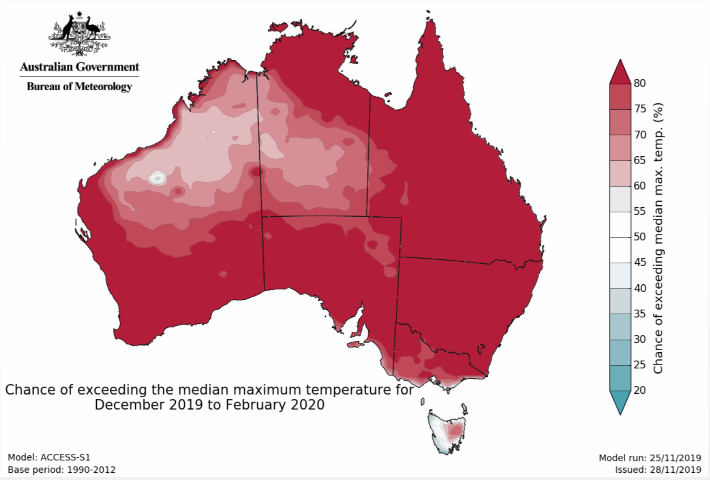 Australian Government
Bureau of Meteorology
80
75
70
65
60
55
50
45
40
35
30
25
20
Chance of exceeding median max. temp. (%)
Chance of exceeding the median maximum temperature for
December 2019 to February 2020
Model: ACCESS-S1
Base period: 1990-2012
Model run: 25/11/2019
Issued: 28/11/2019